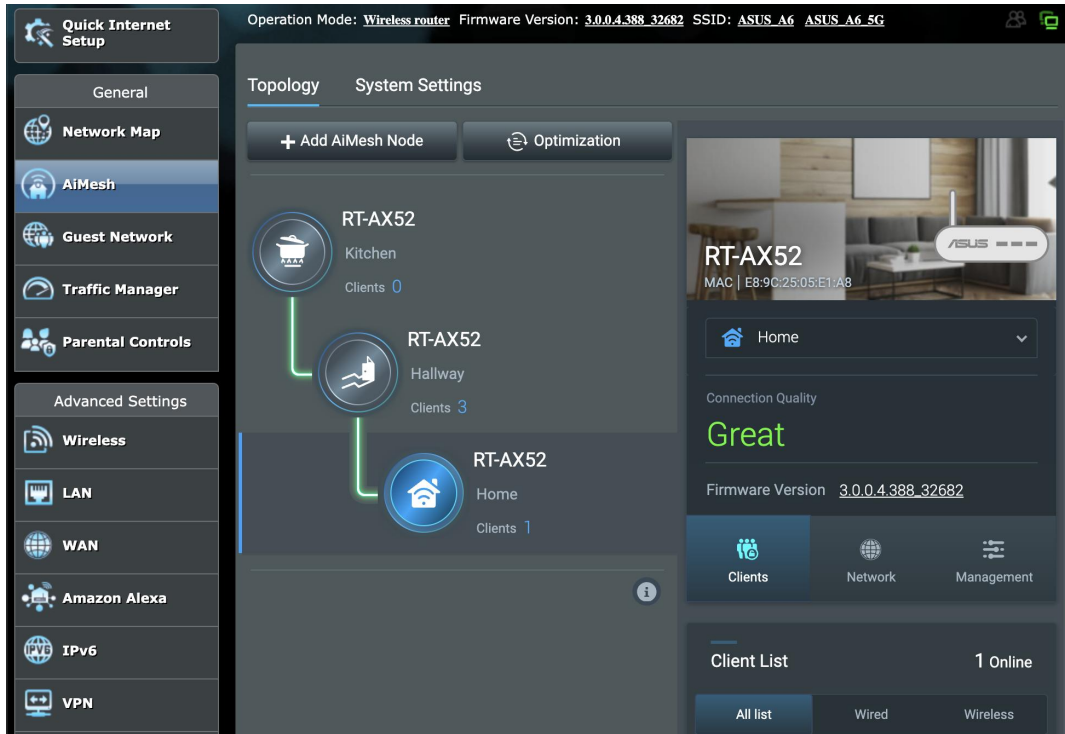 Quick Internet
Setup
Operation Mode: Wireless router Firmware Version: 3.0.0.4.388_32682 SSID: ASUS_A6 ASUS_A6_5G
General
Network Map
AiMesh
Guest Network
Traffic Manager
Parental Controls
Advanced Settings
Wireless
LAN
WAN
Amazon Alexa
IPV6
IPv6
VPN
Topology System Settings
+ Add AiMesh Node Optimization
RT-AX52
Kitchen
Clients 0
RT-AX52
Hallway
Clients 3
RT-AX52
Home
Clients 1
i
ASUS
RT-AX52
MAC | E8:9C:25:05:E1:A8
Home
Connection Quality
Great
Firmware Version 3.0.0.4.388_32682
Clients Network Management
Client List 1 Online
All list Wired Wireless